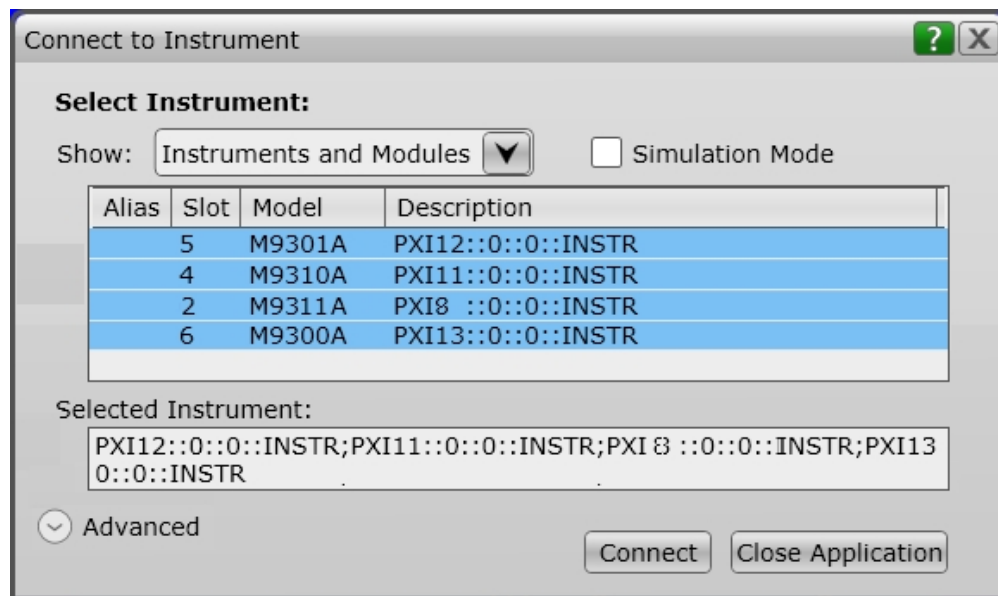 Connect to Instrument ? X
Select Instrument:
Show: Instruments and Modules Simulation Mode
Alias Slot Model Description
5 M9301A PXI12::0::0::INSTR
4 M9310A PXI11::0::0::INSTR
2 M9311A PXI8 ::0::0::INSTR
6 M9300A PXI13::0::0::INSTR
Selected Instrument:
PXI12::0::0::INSTR;PXI11::0::0::INSTR;PXI 8 ::0::0::INSTR;PXI13
0::0::INSTR
Advanced
Connect Close Application